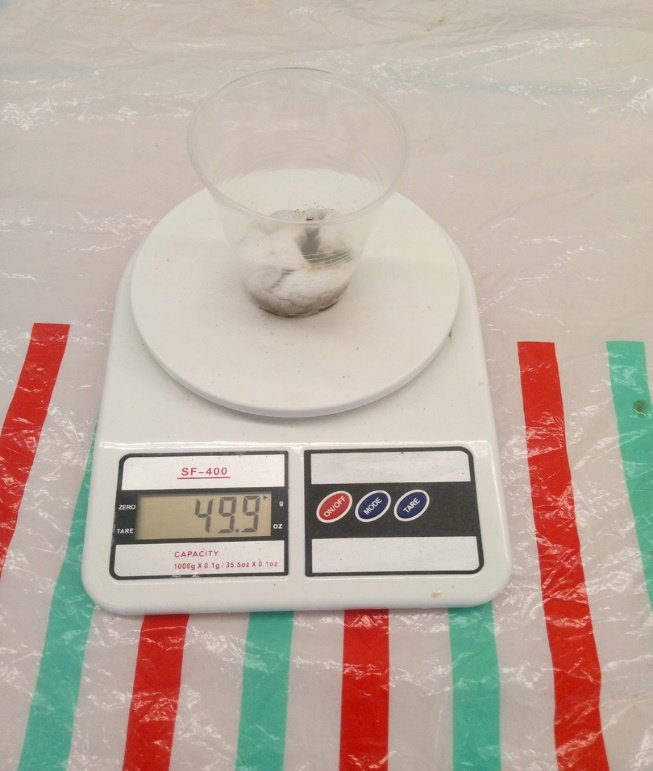 SF-400
ZERO
49.9
g
TARE
oz
CAPACITY
1000g X 0.1g / 35.5oz X 0.1oz
ON/OFF
MODE
TARE